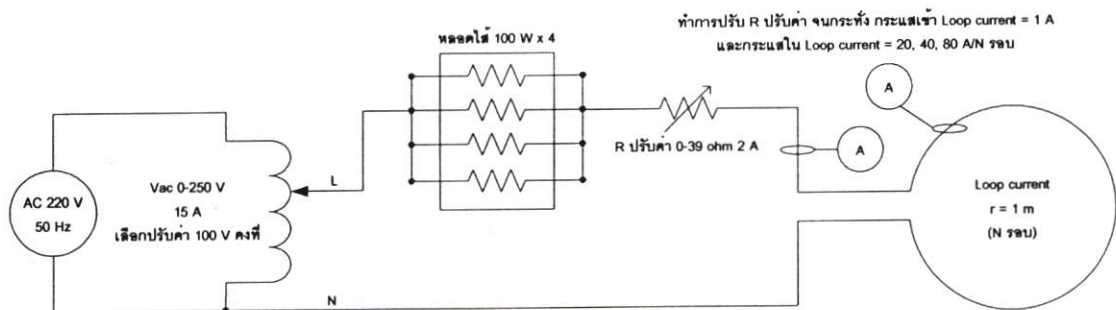 ทำการปรับ R ปรับค่า จนกระทั่ง กระแสเข้า Loop current = 1 A
และกระแสใน Loop current = 20, 40, 80 A/N รอบ
หลอดไส้ 100 W x 4
A
R ปรับค่า 0-39 ohm 2 A
A
L
Vac 0-250 V
15 A
เลือกปรับค่า 100 V คงที่
AC 220 V
50 Hz
Loop current
r = 1 m
(N รอบ)
N